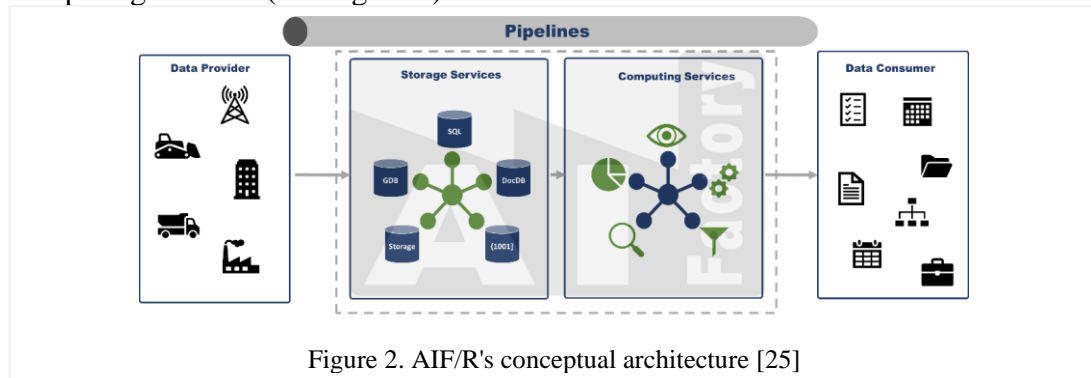 Pipelines
Data Provider
Storage Services
Computing Services
Data Consumer
SQL
GDB
DocDB
Storage
{1001}
AI
Factory
Figure 2. AIF/R's conceptual architecture [25]